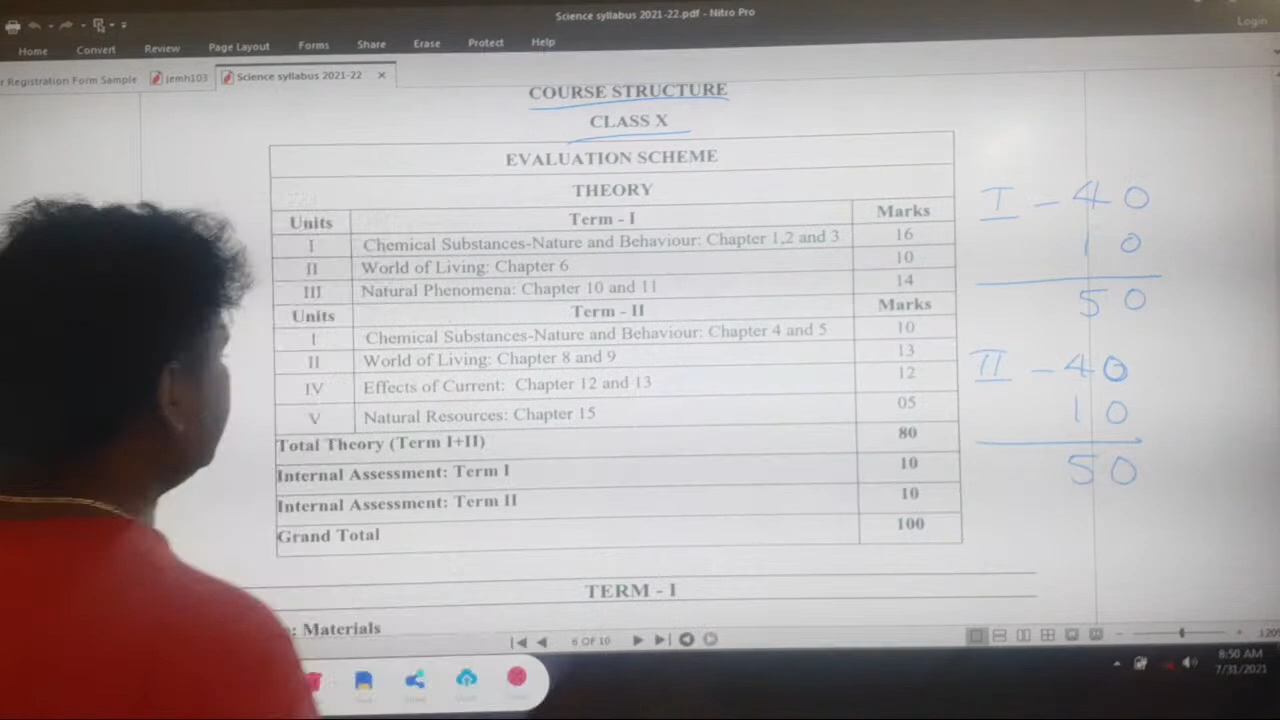 Science syllabus 2021-22.pdf - Nitro Pro
Login
Home Convert Review Page Layout Forms Share Erase Protect Help
r Registration Form Sample jemh103 Science syllabus 2021-22 ×
COURSE STRUCTURE
CLASS X
EVALUATION SCHEME
THEORY
Units Term - I Marks
I Chemical Substances-Nature and Behaviour: Chapter 1,2 and 3 16
II World of Living: Chapter 6 10
III Natural Phenomena: Chapter 10 and 11 14
Units Term - II Marks
I Chemical Substances-Nature and Behaviour: Chapter 4 and 5 10
II World of Living: Chapter 8 and 9 13
IV Effects of Current: Chapter 12 and 13 12
V Natural Resources: Chapter 15 05
Total Theory (Term I+II) 80
Internal Assessment: Term I 10
Internal Assessment: Term II 10
Grand Total 100
I - 40
10
50
II - 40
10
50
TERM - I
: Materials
6 OF 10
120%
8:50 AM
7/31/2021